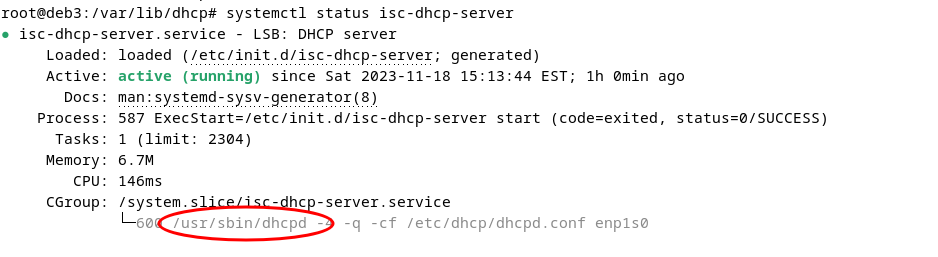 root@deb3:/var/lib/dhcp# systemctl status isc-dhcp-server
● isc-dhcp-server.service - LSB: DHCP server
Loaded: loaded (/etc/init.d/isc-dhcp-server; generated)
Active: active (running) since Sat 2023-11-18 15:13:44 EST; 1h 0min ago
Docs: man:systemd-sysv-generator(8)
Process: 587 ExecStart=/etc/init.d/isc-dhcp-server start (code=exited, status=0/SUCCESS)
Tasks: 1 (limit: 2304)
Memory: 6.7M
CPU: 146ms
CGroup: /system.slice/isc-dhcp-server.service
└─600 /usr/sbin/dhcpd -4 -q -cf /etc/dhcp/dhcpd.conf enp1s0